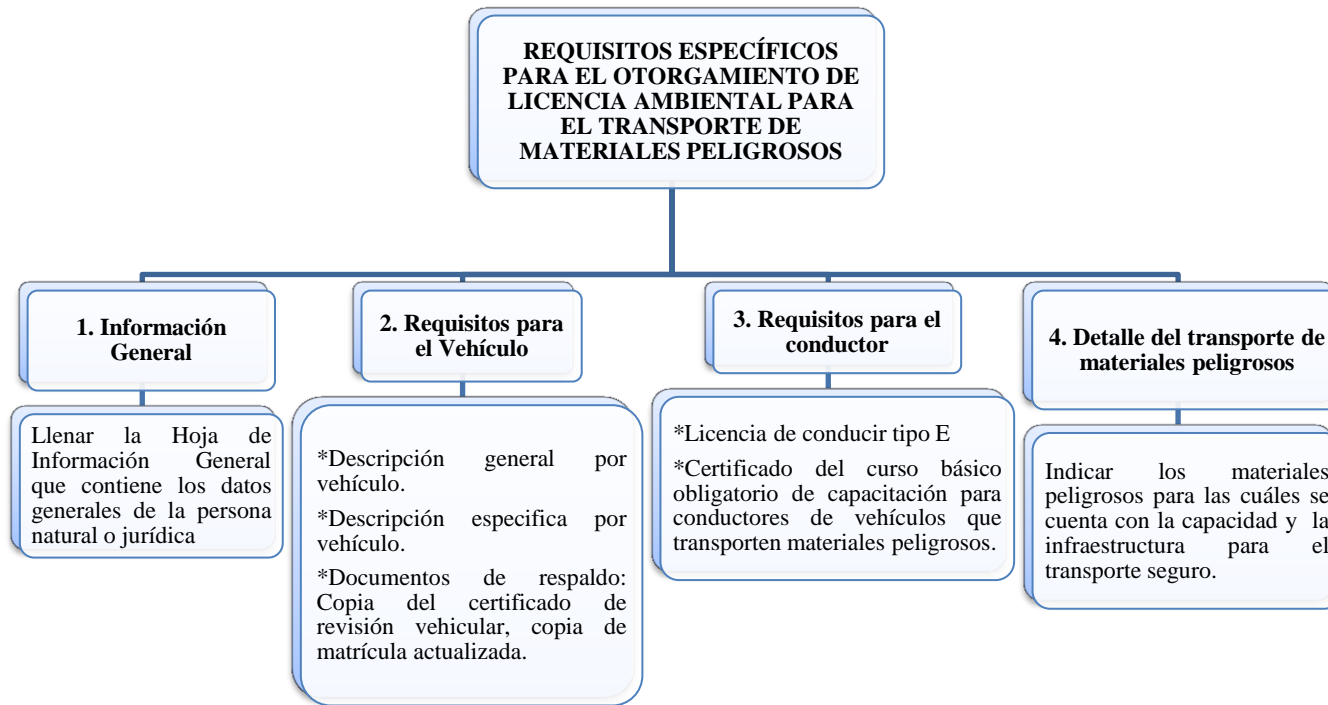 REQUISITOS ESPECÍFICOS
PARA EL OTORGAMIENTO DE
LICENCIA AMBIENTAL PARA
EL TRANSPORTE DE
MATERIALES PELIGROSOS
1. Información
General
Llenar la Hoja de
Información General
que contiene los datos
generales de la persona
natural o jurídica
2. Requisitos para
el Vehículo
*Descripción general por
vehículo.
*Descripción especifica por
vehículo.
*Documentos de respaldo:
Copia del certificado de
revisión vehicular, copia de
matrícula actualizada.
3. Requisitos para el
conductor
*Licencia de conducir tipo E
*Certificado del curso básico
obligatorio de capacitación para
conductores de vehículos que
transporten materiales peligrosos.
4. Detalle del transporte de
materiales peligrosos
Indicar los materiales
peligrosos para las cuáles se
cuenta con la capacidad y la
infraestructura para el
transporte seguro.